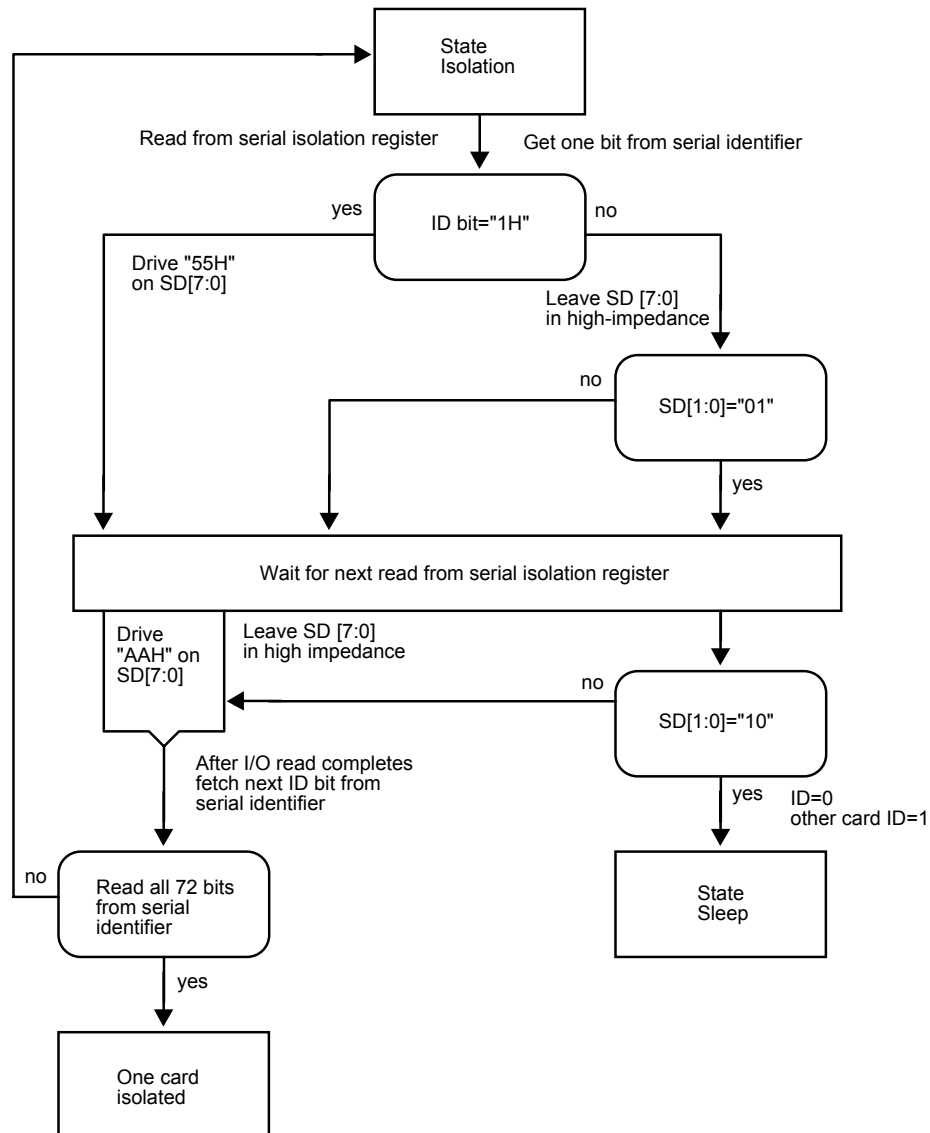 State
Isolation
Read from serial isolation register
Get one bit from serial identifier
yes
ID bit="1H"
no
Drive "55H"
on SD[7:0]
Leave SD [7:0]
in high-impedance
no
SD[1:0]="01"
yes
Wait for next read from serial isolation register
Drive
"AAH" on
SD[7:0]
Leave SD [7:0]
in high impedance
no
SD[1:0]="10"
After I/O read completes
fetch next ID bit from
serial identifier
yes
ID=0
other card ID=1
no
Read all 72 bits
from serial
identifier
State
Sleep
yes
One card
isolated